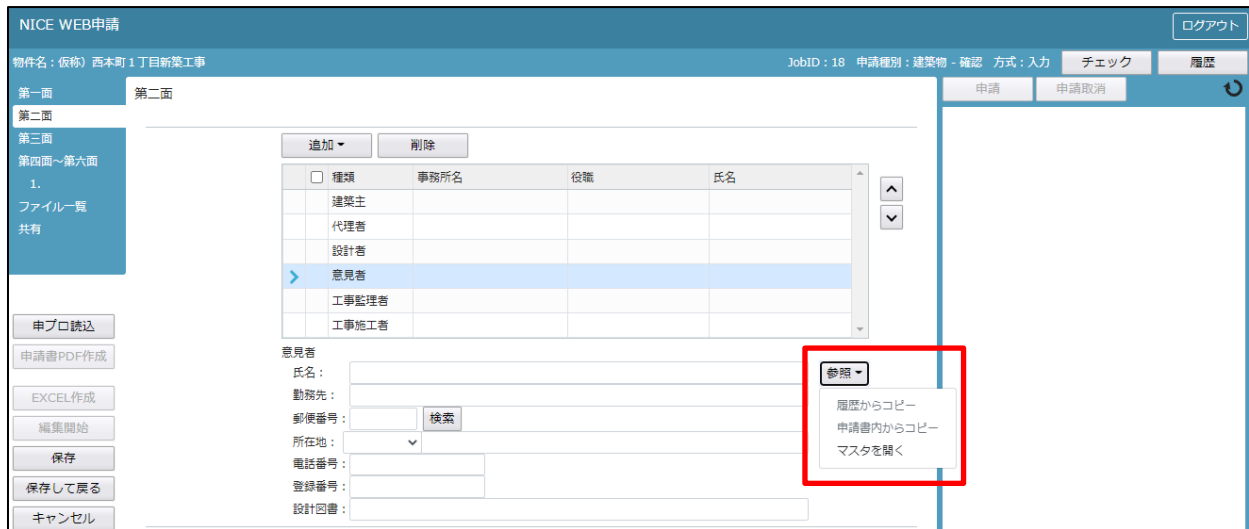 NICE WEB申請
ログアウト
物件名：仮称）西本町１丁目新築工事
JobID：18 申請種別：建築物 - 確認 方式：入力
チェック
履歴
第一面
第二面
第三面
第四面～第六面
1.
ファイル一覧
共有
申プロ読込
申請書PDF作成
EXCEL作成
編集開始
保存
保存して戻る
キャンセル
第二面
追加
削除
種類 事務所名 役職 氏名
建築主
代理者
設計者
意見者
工事監理者
工事施工者
意見者
氏名：
勤務先：
郵便番号：
検索
所在地：
電話番号：
登録番号：
設計図書：
参照
履歴からコピー
申請書内からコピー
マスタを開く
申請
申請取消